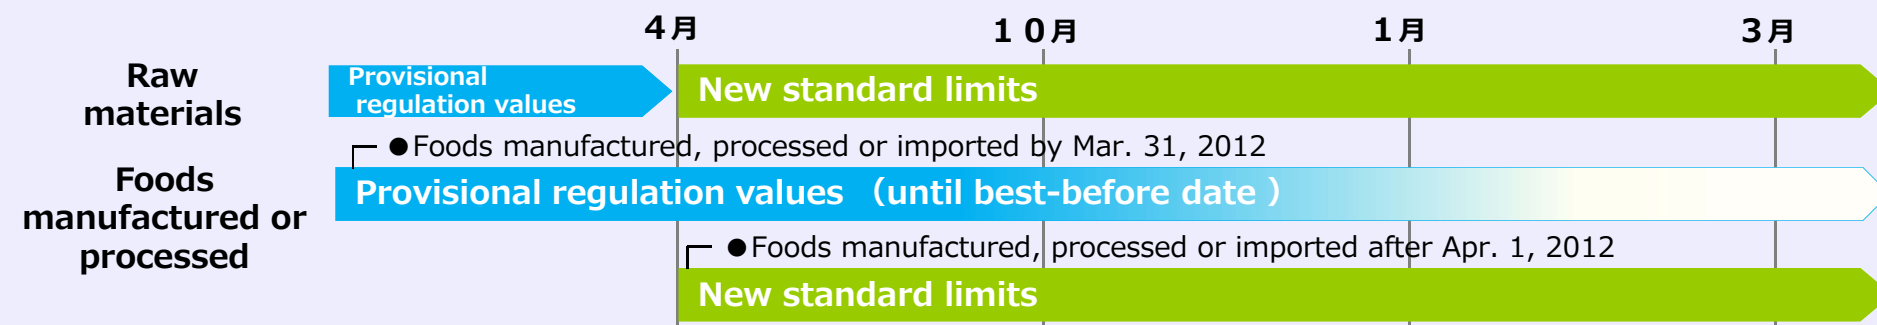 ４月
１０月
１月
３月
Raw
materials
Provisional
regulation values
New standard limits
●Foods manufactured, processed or imported by Mar. 31, 2012
Foods
manufactured or
processed
Provisional regulation values （until best-before date ）
●Foods manufactured, processed or imported after Apr. 1, 2012
New standard limits